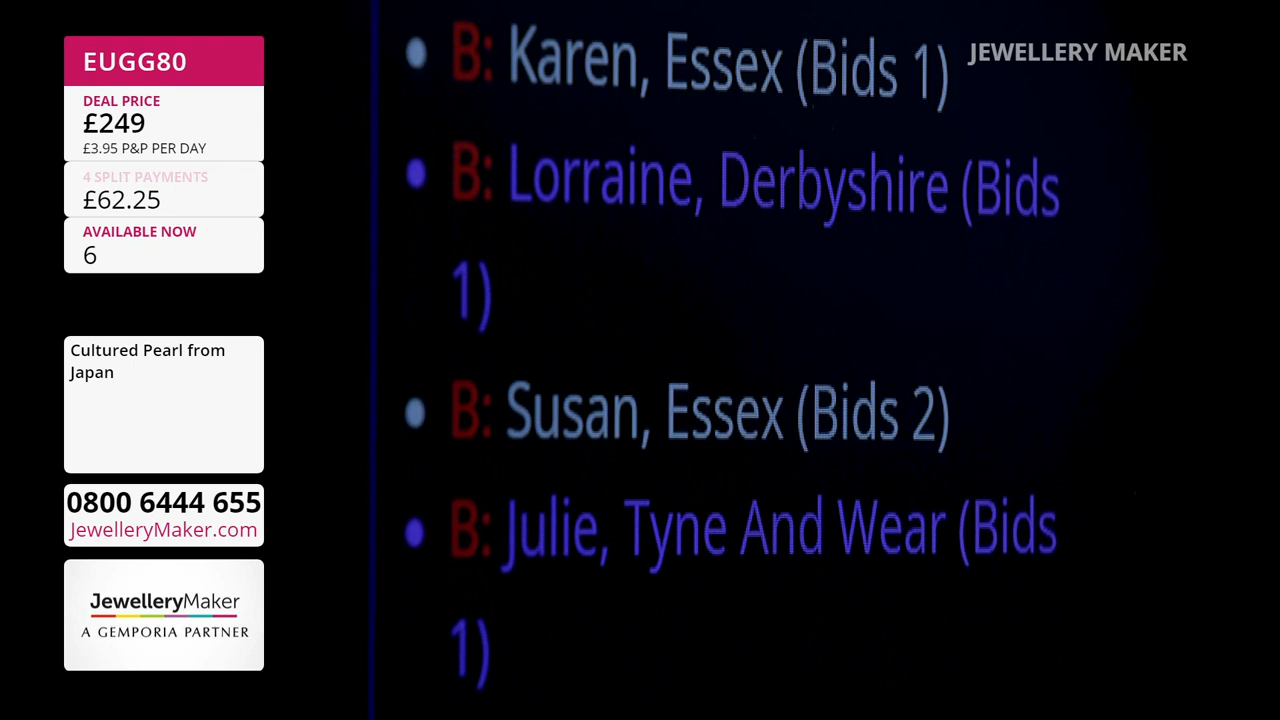 EUGG80
DEAL PRICE
£249
£3.95 P&P PER DAY
4 SPLIT PAYMENTS
£62.25
AVAILABLE NOW
6
Cultured Pearl from
Japan
0800 6444 655
JewelleryMaker.com
JewelleryMaker
A GEMPORIA PARTNER
JEWELLERY MAKER
• B: Karen, Essex (Bids 1)
• B: Lorraine, Derbyshire (Bids
1)
• B: Susan, Essex (Bids 2)
• B: Julie, Tyne And Wear (Bids
1)